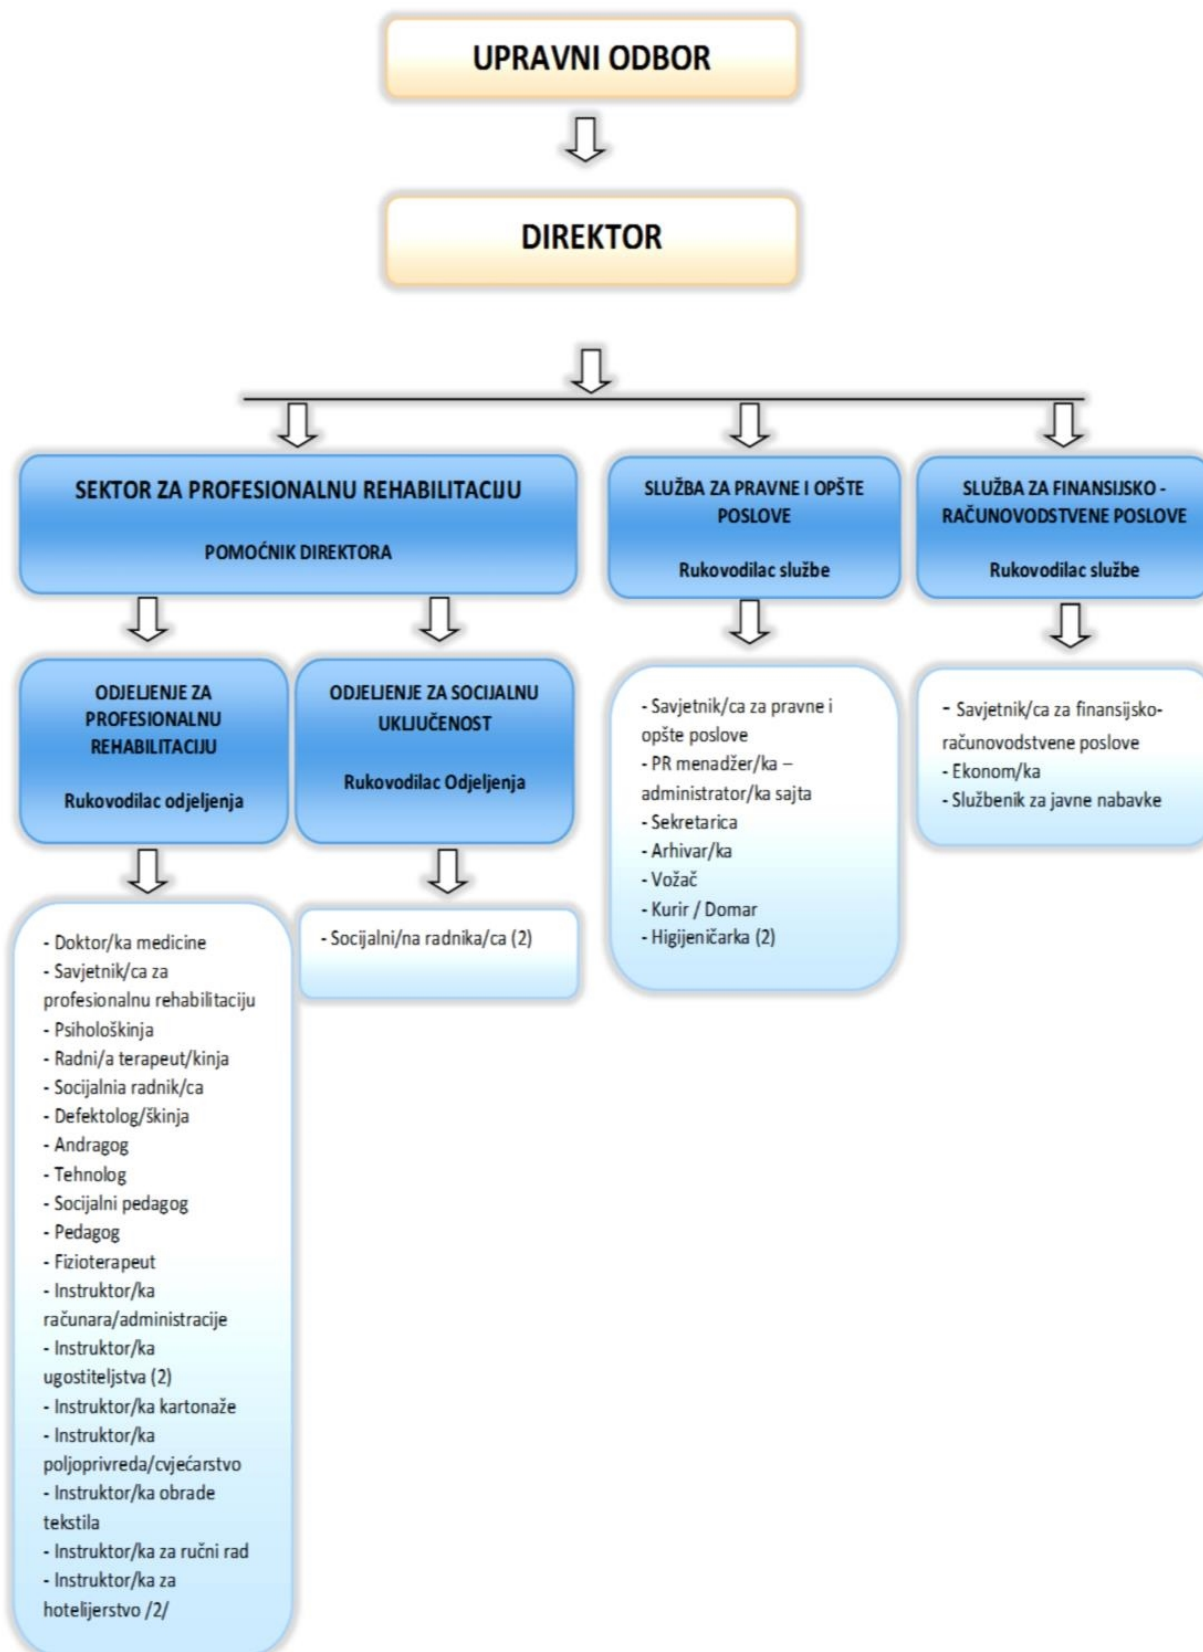 UPRAVNI ODBOR
DIREKTOR
SEKTOR ZA PROFESIONALNU REHABILITACIJU
POMOĆNIK DIREKTORA
SLUŽBA ZA PRAVNE I OPŠTE
POSLOVE
Rukovodilac službe
SLUŽBA ZA FINANSIJSKO -
RAČUNOVODSTVENE POSLOVE
Rukovodilac službe
ODJELJENJE ZA
PROFESIONALNU
REHABILITACIJU
Rukovodilac odjeljenja
ODJELJENJE ZA SOCIJALNU
UKLJUČENOST
Rukovodilac Odjeljenja
- Savjetnik/ca za pravne i
opšte poslove
- PR menadžer/ka –
administrator/ka sajta
- Sekretarica
- Arhivar/ka
- Vožač
- Kurir / Domar
- Higijeničarka (2)
- Savjetnik/ca za finansijsko-
računovodstvene poslove
- Ekonom/ka
- Službenik za javne nabavke
- Doktor/ka medicine
- Savjetnik/ca za
profesionalnu rehabilitaciju
- Psihološkinja
- Radni/a terapeut/kinja
- Socijalnia radnik/ca
- Defektolog/škinja
- Andragog
- Tehnolog
- Socijalni pedagog
- Pedagog
- Fizioterapeut
- Instruktor/ka
računara/administracije
- Instruktor/ka
ugostiteljstva (2)
- Instruktor/ka kartonaže
- Instruktor/ka
poljoprivreda/cvjećarstvo
- Instruktor/ka obrade
tekstila
- Instruktor/ka za ručni rad
- Instruktor/ka za
hotelijerstvo /2/
- Socijalni/na radnika/ca (2)